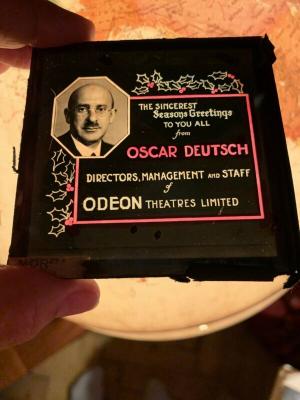 THE SINCEREST
Seasons Greetings
TO YOU ALL
from
OSCAR DEUTSCH
DIRECTORS, MANAGEMENT AND STAFF
of
ODEON THEATRES LIMITED